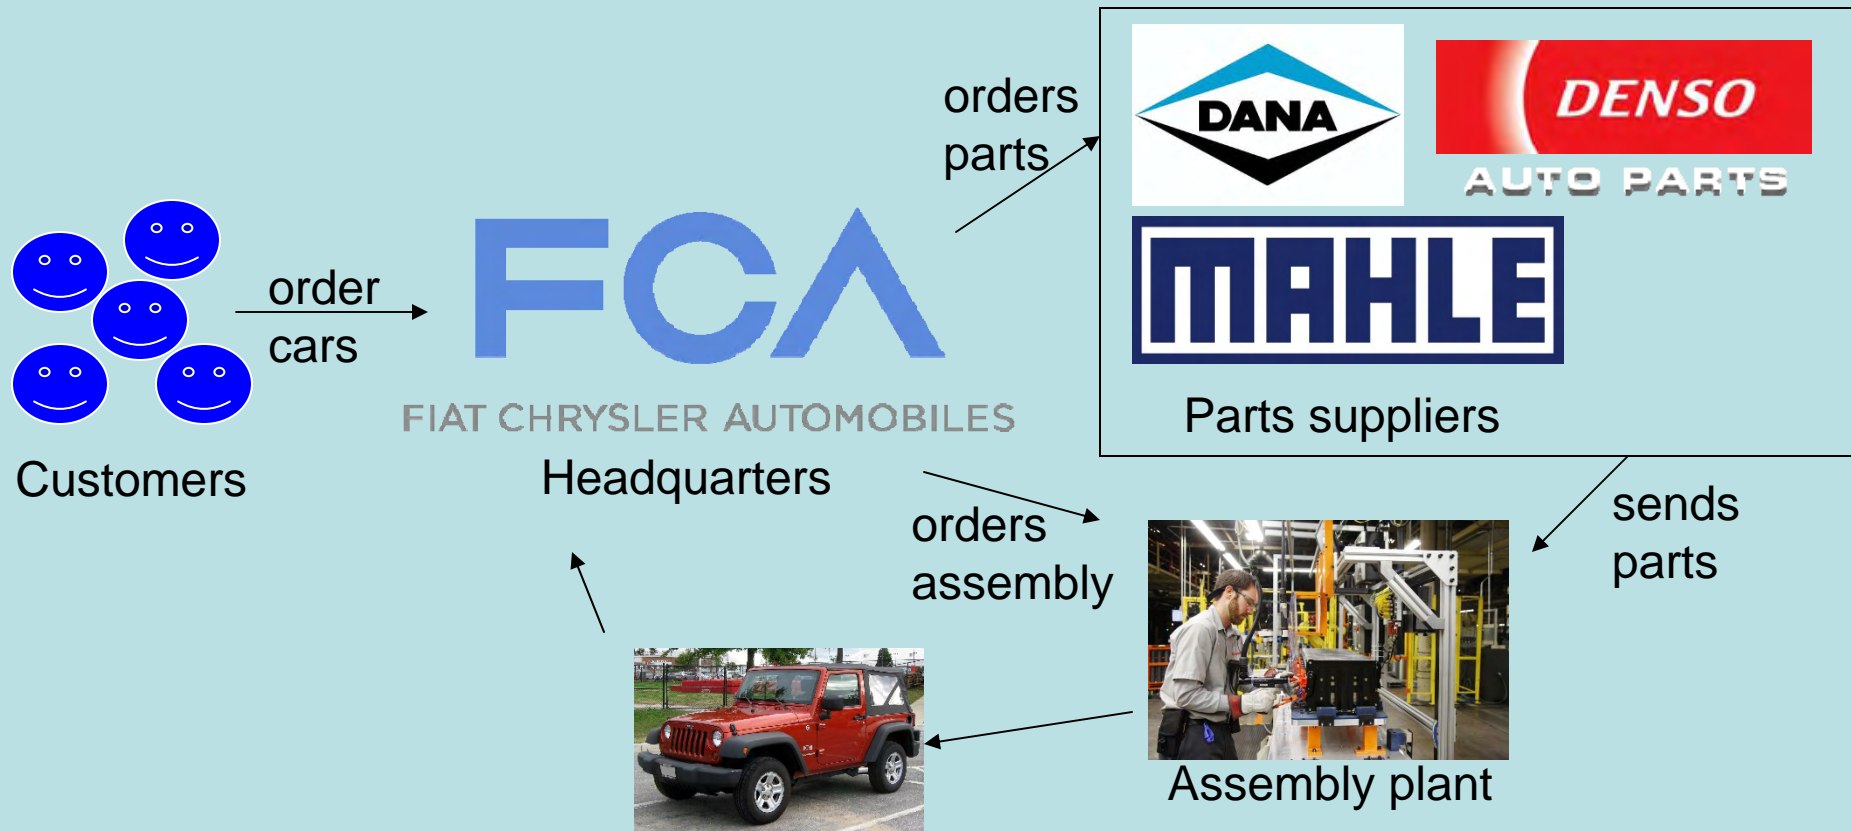 orders
parts
DANA
DENSO
AUTO PARTS
MAHLE
Parts suppliers
order
cars
FCA
FIAT CHRYSLER AUTOMOBILES
Customers
Headquarters
orders
assembly
sends
parts
Assembly plant